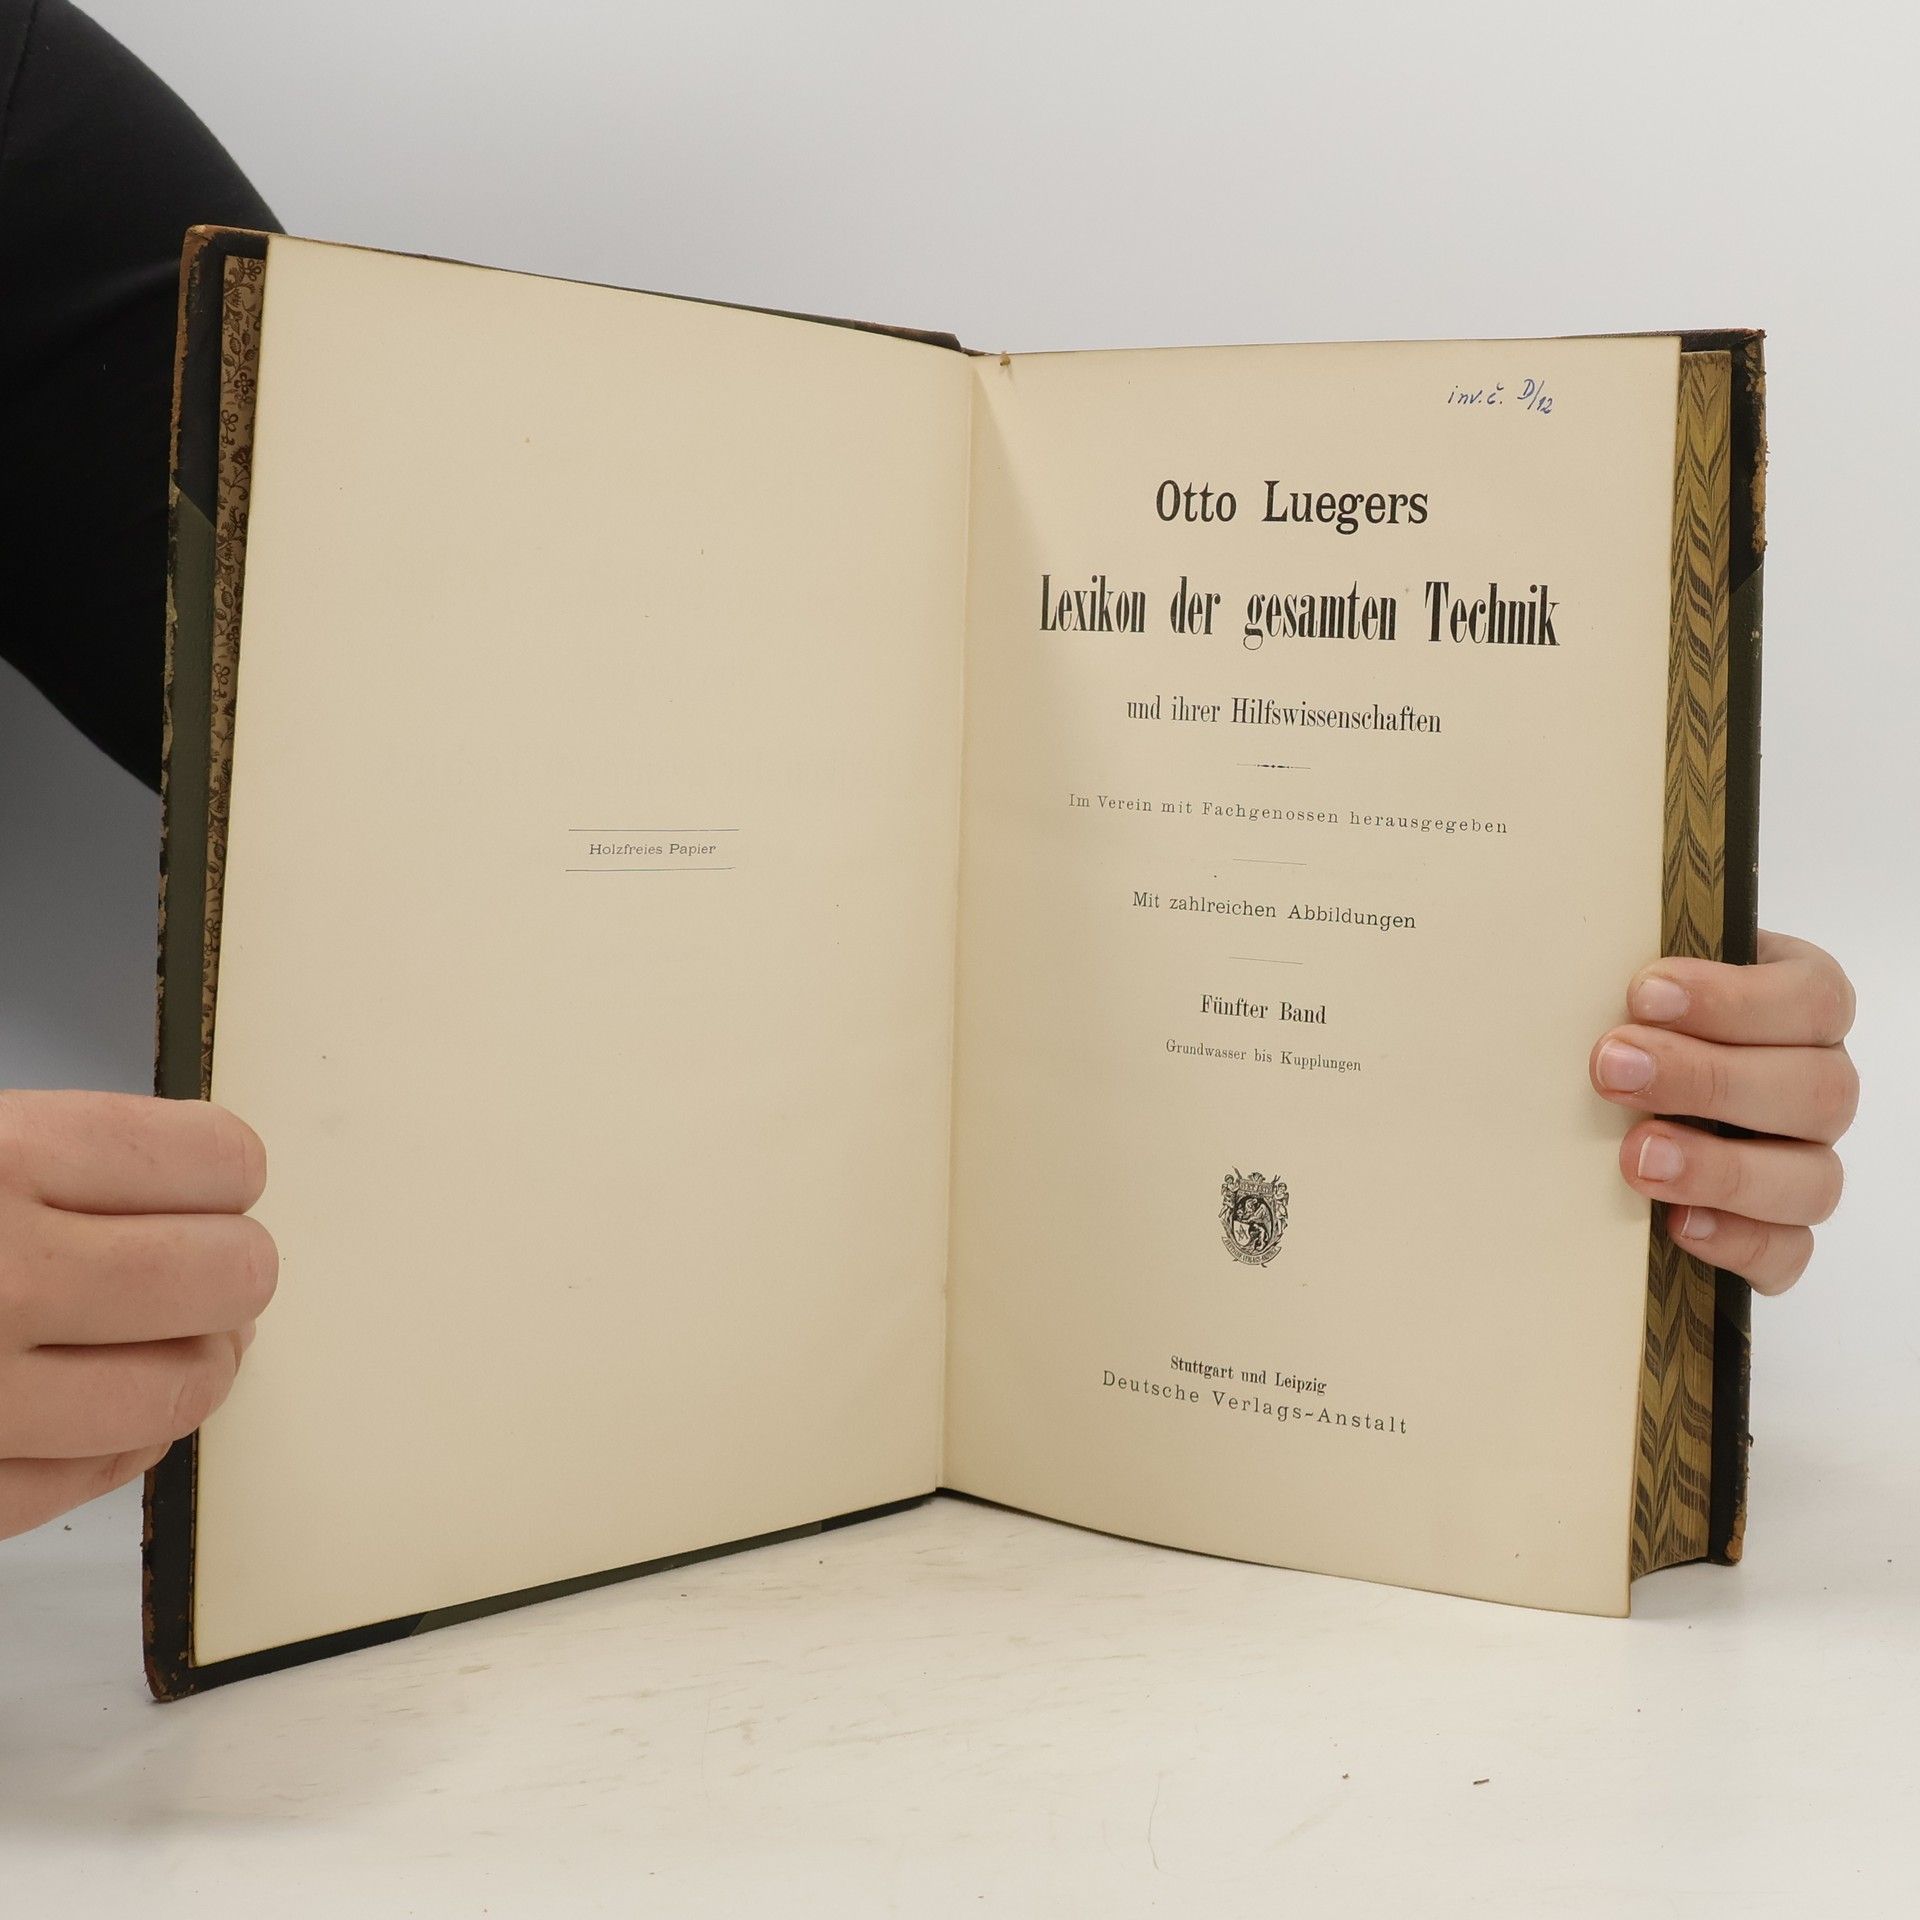 Holzfreies Papier
inv.č. D/12
Otto Luegers
Lexikon der gesamten Technik
und ihrer Hilfswissenschaften
Im Verein mit Fachgenossen herausgegeben
Mit zahlreichen Abbildungen
Fünfter Band
Grundwasser bis Kupplungen
Stuttgart und Leipzig
Deutsche Verlags-Anstalt